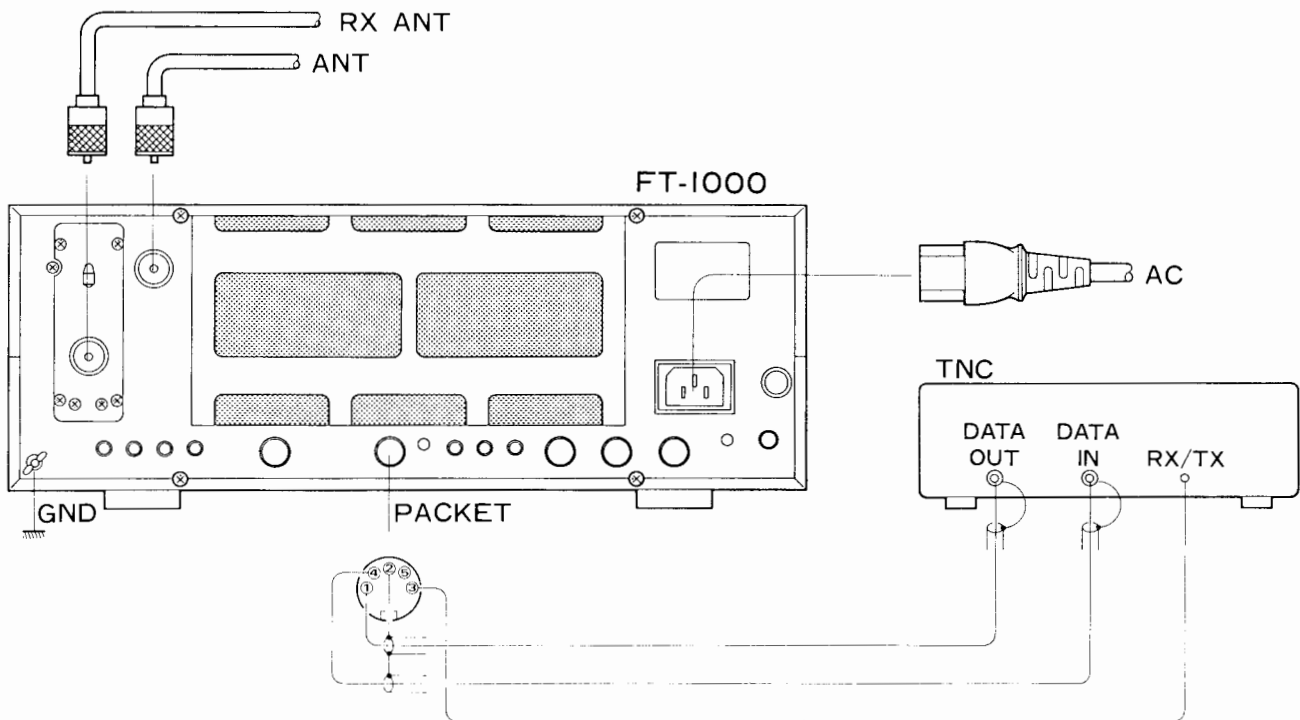 RX ANT
ANT
FT-1000
AC
TNC
DATA OUT
DATA IN
RX/TX
GND
PACKET
4 2 5
1 3